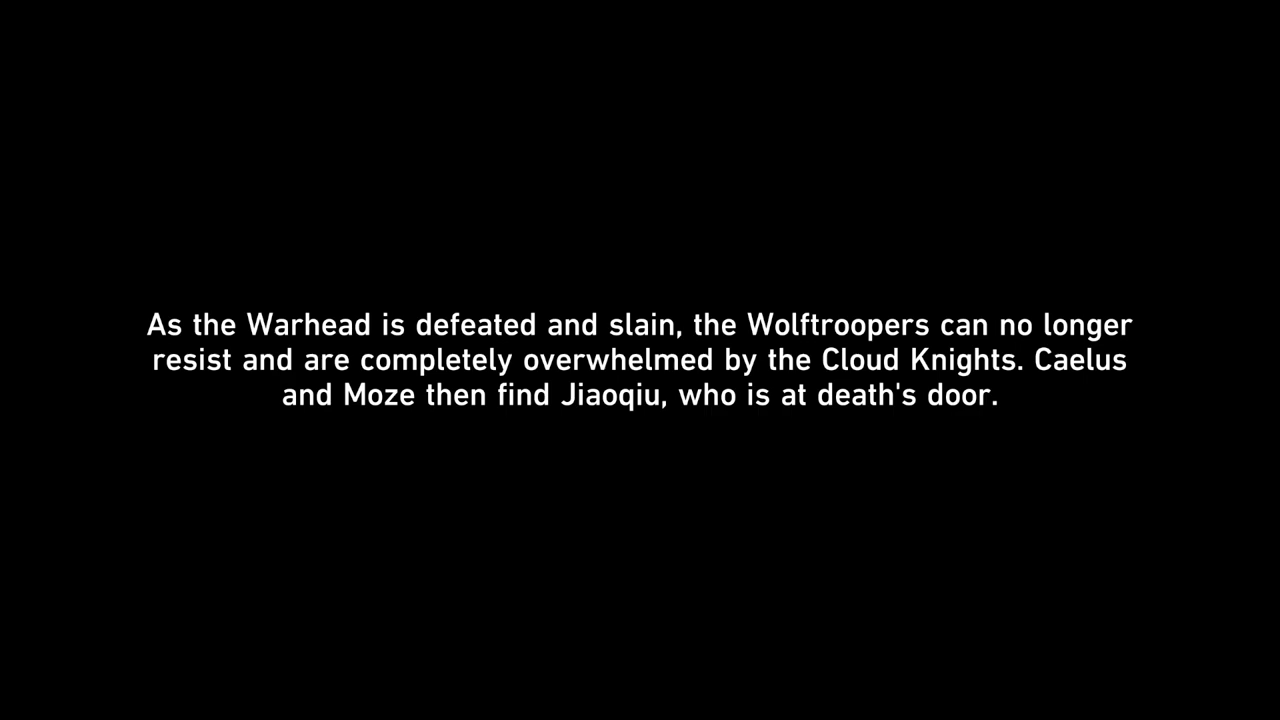 As the Warhead is defeated and slain, the Wolftroopers can no longer
resist and are completely overwhelmed by the Cloud Knights. Caelus
and Moze then find Jiaoqiu, who is at death's door.